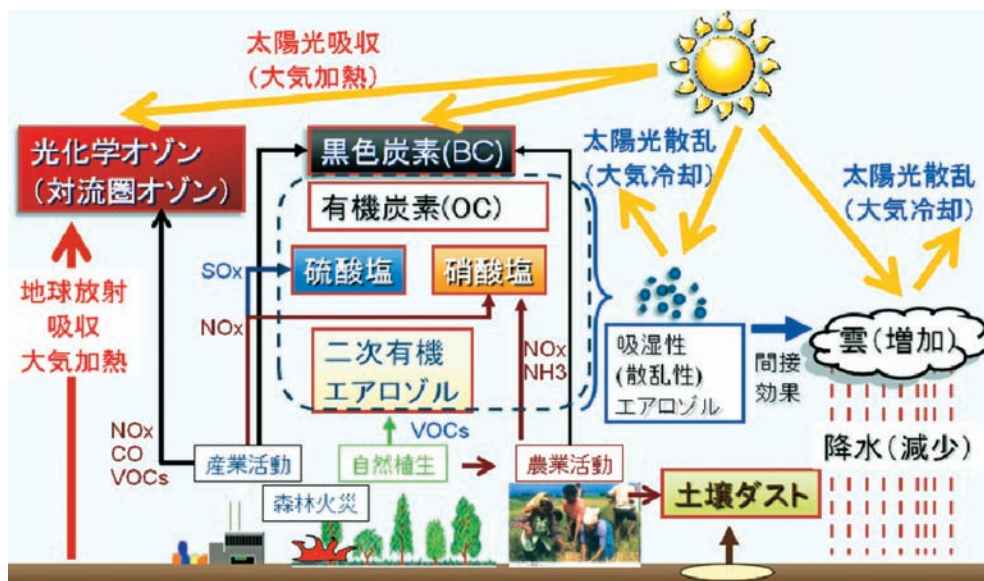 太陽光吸収
(大気加熱)
光化学オゾン
(対流圏オゾン)
黒色炭素(BC)
有機炭素(OC)
太陽光散乱
(大気冷却)
太陽光散乱
(大気冷却)
SOx
硫酸塩
硝酸塩
地球放射
吸収
大気加熱
NOx
二次有機
エアロゾル
NOx
NH3
吸湿性
(散乱性)
エアロゾル
間接
効果
雲(増加)
NOx
CO
VOCs
VOCs
産業活動
自然植生
農業活動
降水(減少)
森林火災
土壌ダスト